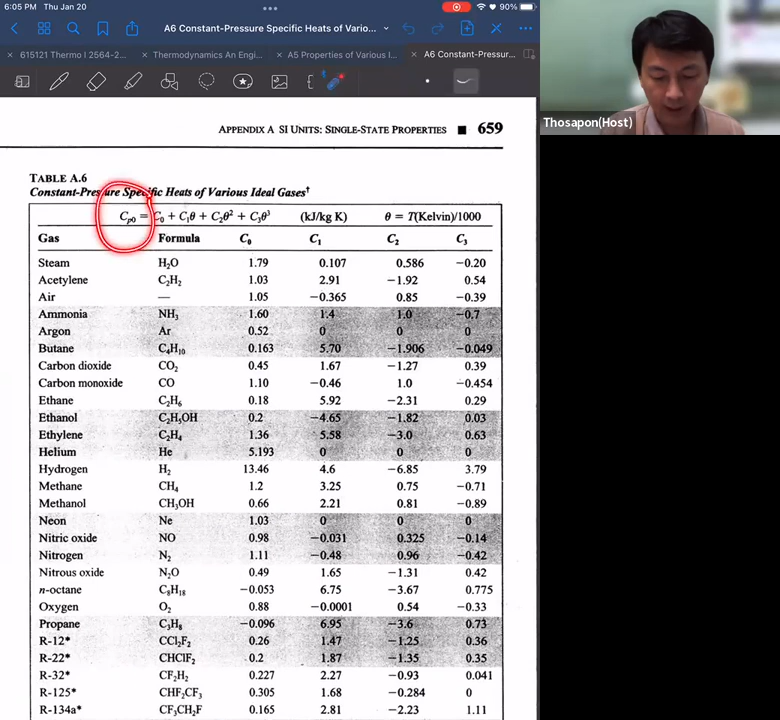 6:05 PM Thu Jan 20
90%
A6 Constant-Pressure Specific Heats of Vario...
615121 Thermo I 2564-2...
Thermodynamics An Engi...
A5 Properties of Various I...
A6 Constant-Pressur...
Thosapon(Host)
APPENDIX A SI UNITS: SINGLE-STATE PROPERTIES ■ 659
TABLE A.6
Constant-Pressure Specific Heats of Various Ideal Gases†
Cp0 = C0 + C1θ + C2θ² + C3θ³ (kJ/kg K) θ = T(Kelvin)/1000
Gas Formula C0 C1 C2 C3
Steam H2O 1.79 0.107 0.586 −0.20
Acetylene C2H2 1.03 2.91 −1.92 0.54
Air — 1.05 −0.365 0.85 −0.39
Ammonia NH3 1.60 1.4 1.0 −0.7
Argon Ar 0.52 0 0 0
Butane C4H10 0.163 5.70 −1.906 −0.049
Carbon dioxide CO2 0.45 1.67 −1.27 0.39
Carbon monoxide CO 1.10 −0.46 1.0 −0.454
Ethane C2H6 0.18 5.92 −2.31 0.29
Ethanol C2H5OH 0.2 −4.65 −1.82 0.03
Ethylene C2H4 1.36 5.58 −3.0 0.63
Helium He 5.193 0 0 0
Hydrogen H2 13.46 4.6 −6.85 3.79
Methane CH4 1.2 3.25 0.75 −0.71
Methanol CH3OH 0.66 2.21 0.81 −0.89
Neon Ne 1.03 0 0 0
Nitric oxide NO 0.98 −0.031 0.325 −0.14
Nitrogen N2 1.11 −0.48 0.96 −0.42
Nitrous oxide N2O 0.49 1.65 −1.31 0.42
n-octane C8H18 −0.053 6.75 −3.67 0.775
Oxygen O2 0.88 −0.0001 0.54 −0.33
Propane C3H8 −0.096 6.95 −3.6 0.73
R-12* CCl2F2 0.26 1.47 −1.25 0.36
R-22* CHClF2 0.2 1.87 −1.35 0.35
R-32* CF2H2 0.227 2.27 −0.93 0.041
R-125* CHF2CF3 0.305 1.68 −0.284 0
R-134a* CF3CH2F 0.165 2.81 −2.23 1.11